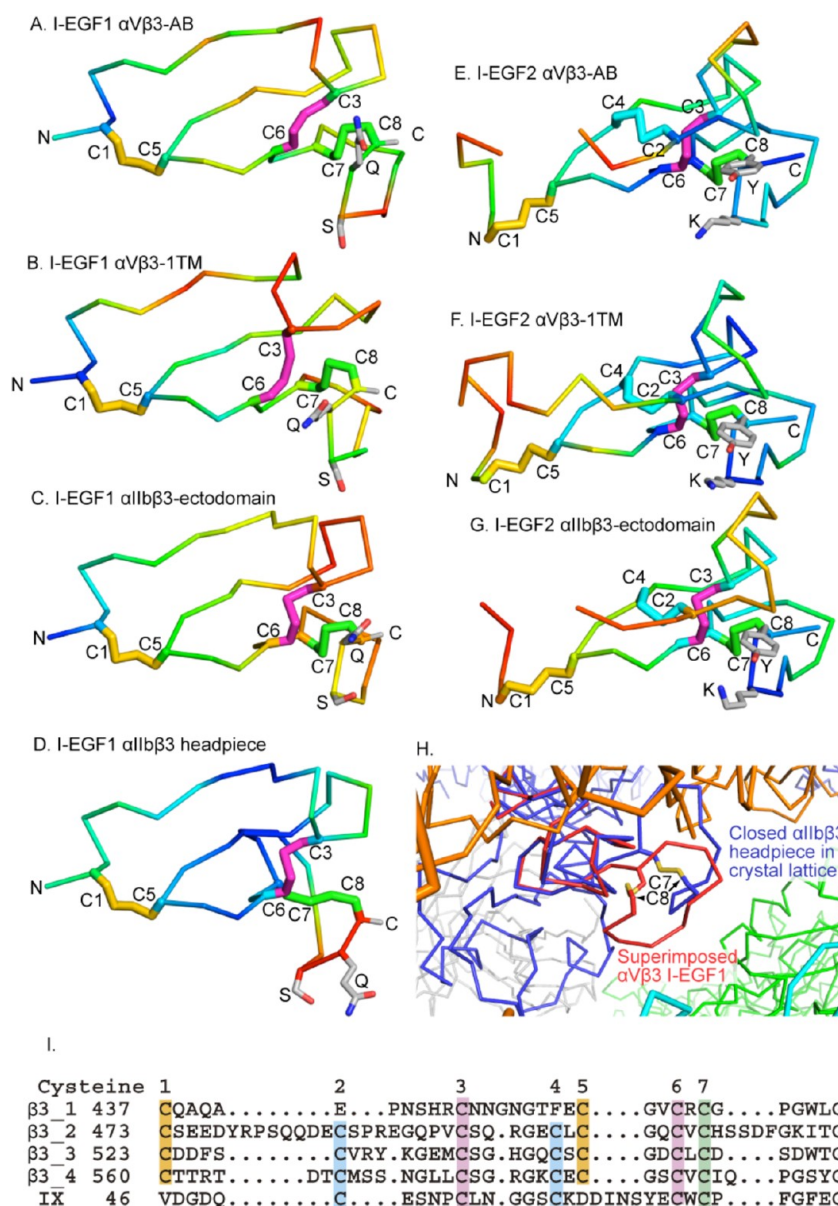 A. I-EGF1 αVβ3-AB
N
C1
C5
C6
C3
C7
C8
C
Q
S
B. I-EGF1 αVβ3-1TM
N
C1
C5
C6
C3
C7
C8
C
Q
S
C. I-EGF1 αIIbβ3-ectodomain
N
C1
C5
C6
C3
C7
C8
C
Q
S
D. I-EGF1 αIIbβ3 headpiece
N
C1
C5
C3
C6
C7
C8
C
S
Q
E. I-EGF2 αVβ3-AB
N
C1
C5
C4
C2
C3
C6
C7
C8
Y
C
K
F. I-EGF2 αVβ3-1TM
N
C1
C5
C4
C2
C3
C6
C7
C8
Y
C
K
G. I-EGF2 αIIbβ3-ectodomain
N
C1
C5
C4
C2
C3
C6
C7
C8
Y
C
K
H.
Closed αIIbβ3
headpiece in
crystal lattice
C7
C8
Superimposed
αVβ3 I-EGF1
I.
Cysteine 1 2 3 4 5 6 7
β3_1 437 CQAQA........E...PNSHRCNNGNGTFEC....GVCRCG....PGWLC
β3_2 473 CSEEDYRPSQQDECSPREGQPVCSQ.RGECLC....GQCVCHSSDFGKITC
β3_3 523 CDDFS........CVRY.KGEMCSG.HGQCSC....GDCLCD....SDWTC
β3_4 560 CTTRT......DTCMSS.NGLLCSG.RGKCEC....GSCVCIQ...PGSYC
IX 46 VDGDQ........C....ESNPCLN.GGSCKDDINSYECWCP....FGFEC